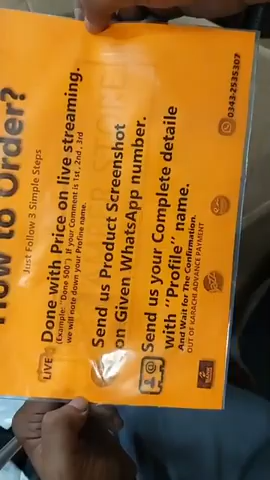 How to Order?
Just Follow 3 Simple Steps
LIVE
Done with Price on live streaming.
(Example: "Done 500") If your Comment is 1st, 2nd, 3rd
we will note down your Profine name.
Send us Product Screenshot
on Given WhatsApp number.
Send us your Complete detaile
with "Profile" name.
And Wait for The Confirmation.
OUT OF KARACHI ADVANCE PAYMENT
0343-2535307